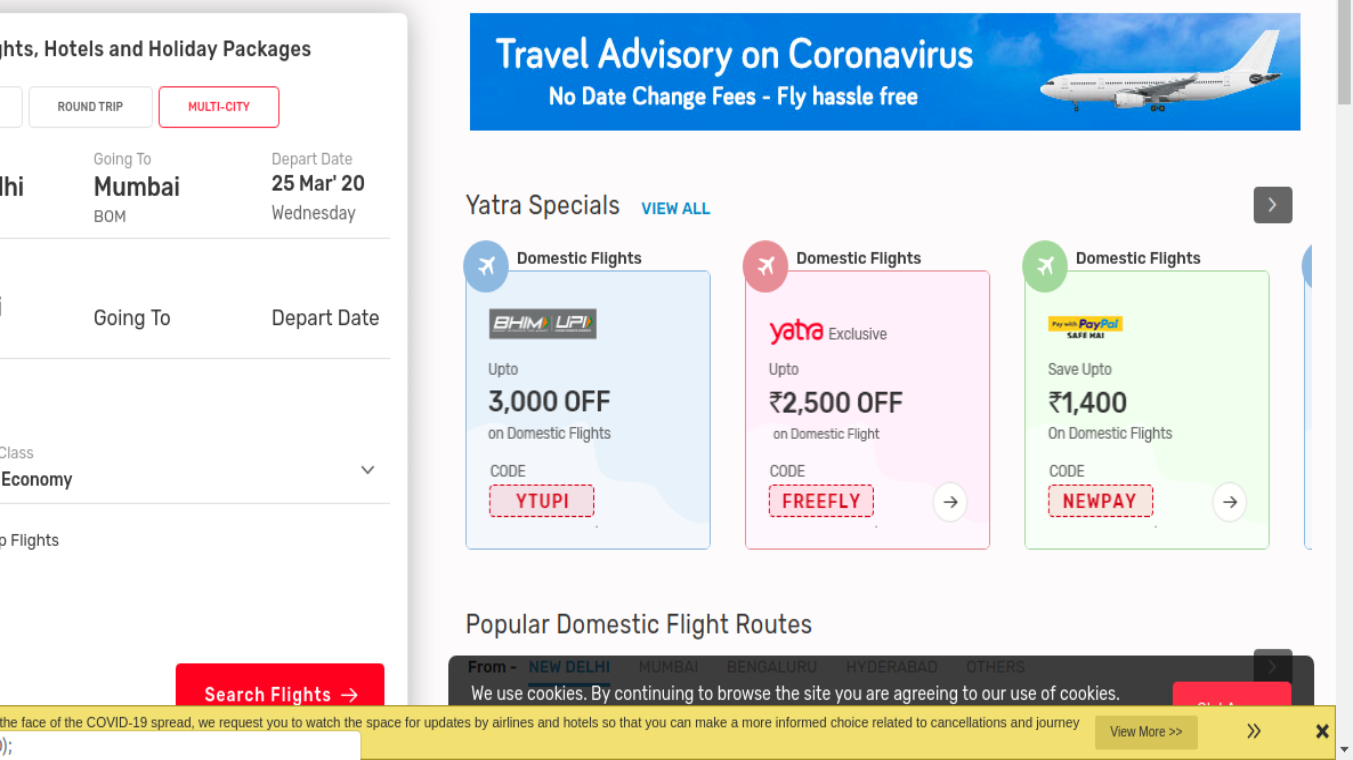 ghts, Hotels and Holiday Packages
ROUND TRIP
MULTI-CITY
Going To
Depart Date
lhi
Mumbai
25 Mar' 20
BOM
Wednesday
Going To
Depart Date
Class
Economy
p Flights
Search Flights
Travel Advisory on Coronavirus
No Date Change Fees - Fly hassle free
Yatra Specials VIEW ALL
Domestic Flights
BHIM UPI
Upto
3,000 OFF
on Domestic Flights
CODE
YTUPI
Domestic Flights
yatra Exclusive
Upto
₹2,500 OFF
on Domestic Flight
CODE
FREEFLY
Domestic Flights
Pay with PayPal
SAFE HAI
Save Upto
₹1,400
On Domestic Flights
CODE
NEWPAY
Popular Domestic Flight Routes
From - NEW DELHI MUMBAI BENGALURU HYDERABAD OTHERS
We use cookies. By continuing to browse the site you are agreeing to our use of cookies.
the face of the COVID-19 spread, we request you to watch the space for updates by airlines and hotels so that you can make a more informed choice related to cancellations and journey
View More >>
);